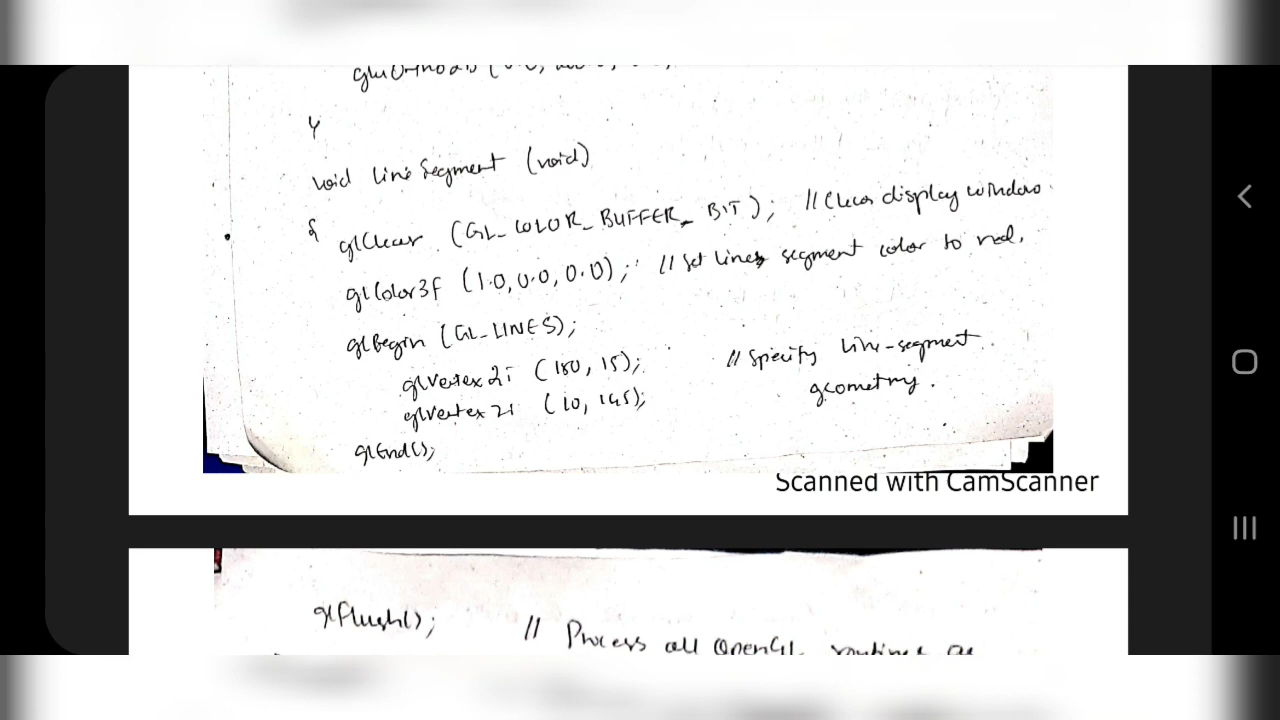 }
void lineSegment (void)
{ glClear (GL_COLOR_BUFFER_BIT); // Clear display window.
glColor3f (1.0, 0.0, 0.0); // Set line segment color to red.
glBegin (GL_LINES);
glVertex2i (180, 15); // Specify line-segment
glVertex2i (10, 145); geometry.
glEnd();
Scanned with CamScanner
glFlush(); // Process all OpenGL routines as